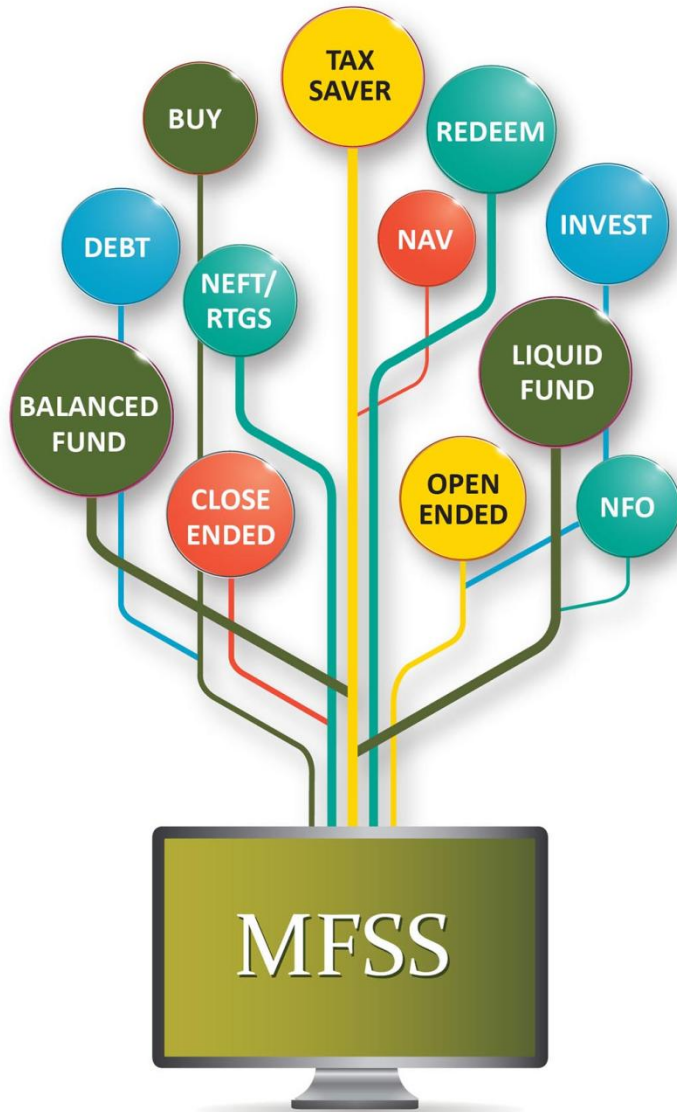 TAX
SAVER
BUY
REDEEM
DEBT
NAV
INVEST
NEFT/
RTGS
LIQUID
FUND
BALANCED
FUND
CLOSE
ENDED
OPEN
ENDED
NFO
MFSS